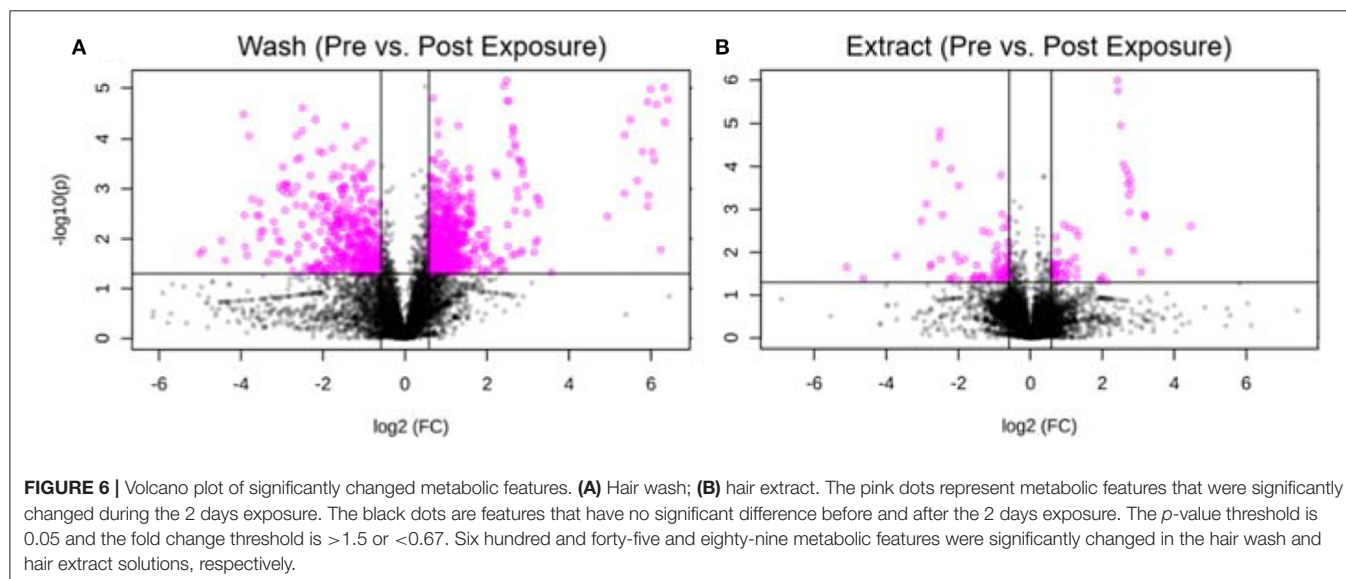 A
Wash (Pre vs. Post Exposure)
-log10(p)
0 1 2 3 4 5
-6 -4 -2 0 2 4 6
log2 (FC)
B
Extract (Pre vs. Post Exposure)
0 1 2 3 4 5 6
-6 -4 -2 0 2 4 6
log2 (FC)
FIGURE 6 | Volcano plot of significantly changed metabolic features. (A) Hair wash; (B) hair extract. The pink dots represent metabolic features that were significantly
changed during the 2 days exposure. The black dots are features that have no significant difference before and after the 2 days exposure. The p-value threshold is
0.05 and the fold change threshold is >1.5 or <0.67. Six hundred and forty-five and eighty-nine metabolic features were significantly changed in the hair wash and
hair extract solutions, respectively.